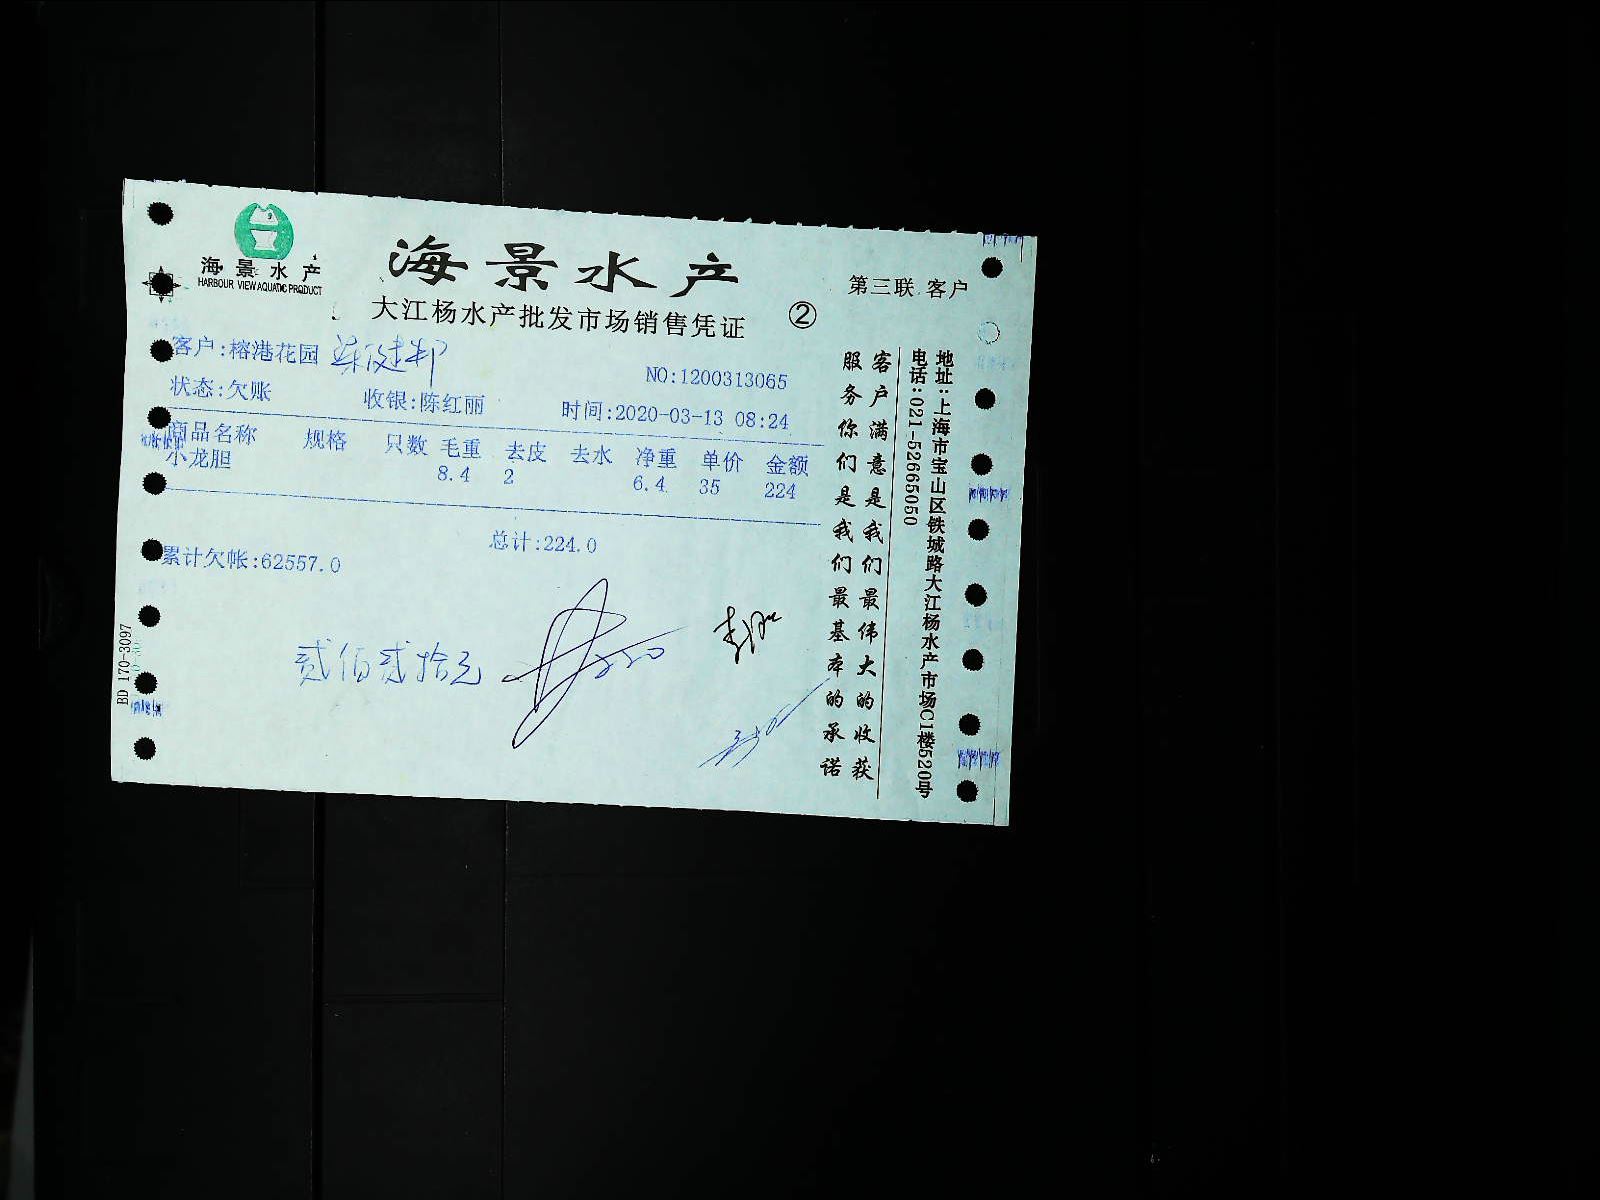 海景水产
HARBOUR VIEW AQUATIC PRODUCT
海景水产
大江杨水产批发市场销售凭证
②
第三联 客户
客户:榕港花园
NO:1200313065
状态:欠账 收银:陈红丽 时间:2020-03-13 08:24
商品名称 规格 只数 毛重 去皮 去水 净重 单价 金额
小龙胆 8.4 2 6.4 35 224
总计:224.0
累计欠帐:62557.0
贰佰贰拾元
BD 170-3097
客户满意是我们最伟大的收获
服务你们是我们最基本的承诺
地址:上海市宝山区铁城路大江杨水产市场C1楼520号
电话:021-52665050